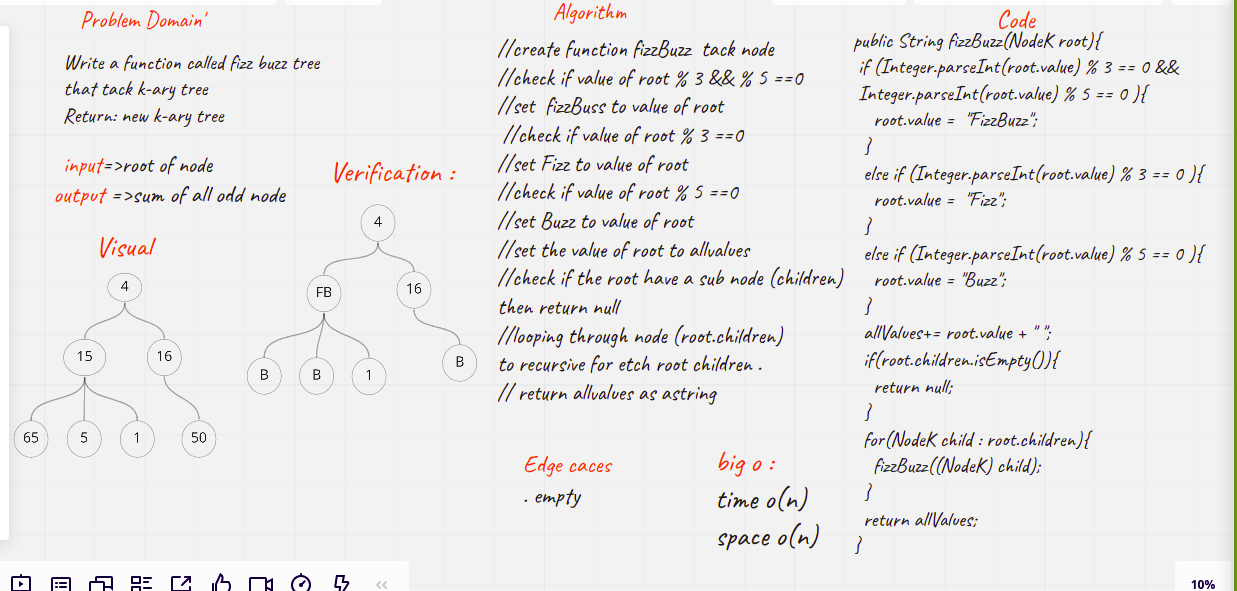 Problem Domain'
Write a function called fizz buzz tree
that tack k-ary tree
Return: new k-ary tree
input=>root of node
output =>sum of all odd node
Visual
4
15
16
65
5
1
50
Verification :
4
FB
16
B
B
1
B
Algorithm
//create function fizzBuzz tack node
//check if value of root % 3 && % 5 ==0
//set fizzBuss to value of root
//check if value of root % 3 ==0
//set Fizz to value of root
//check if value of root % 5 ==0
//set Buzz to value of root
//set the value of root to allvalues
//check if the root have a sub node (children)
then return null
//looping through node (root.children)
to recursive for etch root children .
// return allvalues as astring
Edge caces
. empty
big o :
time o(n)
space o(n)
Code
public String fizzBuzz(NodeK root){
if (Integer.parseInt(root.value) % 3 == 0 &&
Integer.parseInt(root.value) % 5 == 0 ){
root.value = "FizzBuzz";
}
else if (Integer.parseInt(root.value) % 3 == 0 ){
root.value = "Fizz";
}
else if (Integer.parseInt(root.value) % 5 == 0 ){
root.value = "Buzz";
}
allValues+= root.value + " ";
if(root.children.isEmpty()){
return null;
}
for(NodeK child : root.children){
fizzBuzz((NodeK) child);
}
return allValues;
}
10%